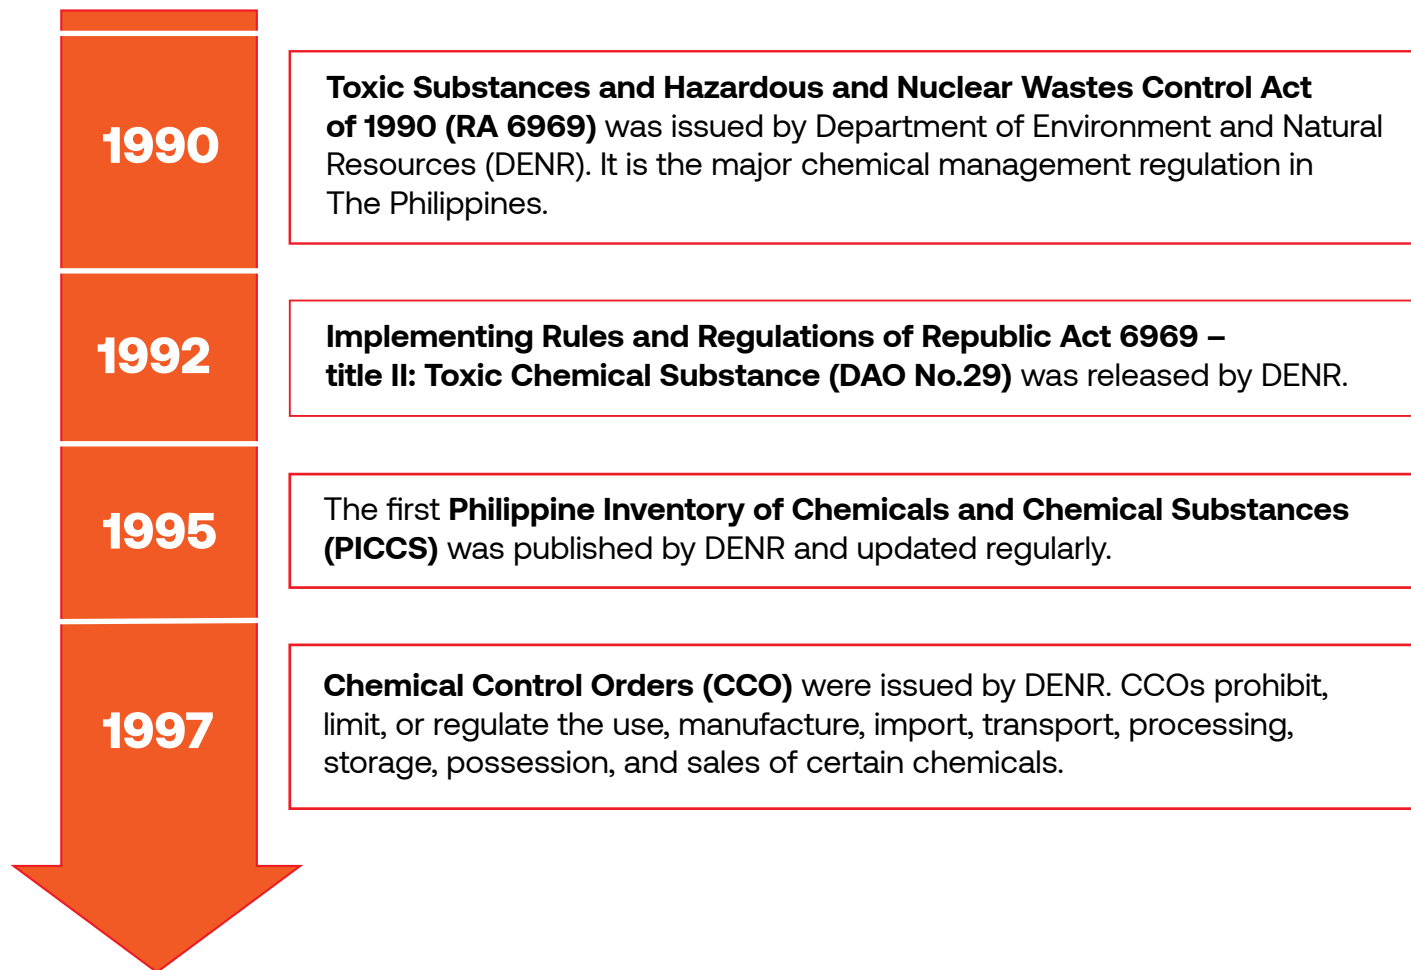 1990
Toxic Substances and Hazardous and Nuclear Wastes Control Act
of 1990 (RA 6969) was issued by Department of Environment and Natural
Resources (DENR). It is the major chemical management regulation in
The Philippines.
1992
Implementing Rules and Regulations of Republic Act 6969 –
title II: Toxic Chemical Substance (DAO No.29) was released by DENR.
1995
The first Philippine Inventory of Chemicals and Chemical Substances
(PICCS) was published by DENR and updated regularly.
1997
Chemical Control Orders (CCO) were issued by DENR. CCOs prohibit,
limit, or regulate the use, manufacture, import, transport, processing,
storage, possession, and sales of certain chemicals.